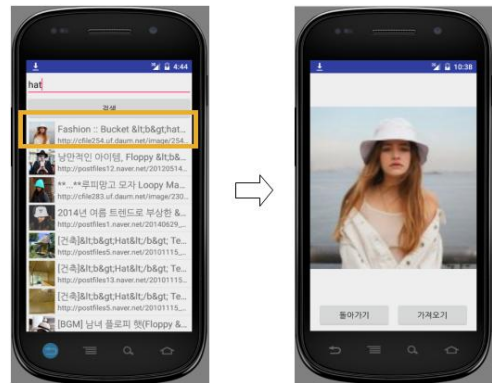 4:44
hat
검색
Fashion :: Bucket &lt;b&gt;hat...
http://cfile254.uf.daum.net/image/254...
낭만적인 아이템, Floppy &lt;b&...
http://postfiles12.naver.net/20120514...
**...**루피망고 모자 Loopy Ma...
http://cfile283.uf.daum.net/image/230...
2014년 여름 트렌드로 부상한 &...
http://postfiles1.naver.net/20140629_...
[건축]&lt;b&gt;Hat&lt;/b&gt; Te...
http://postfiles5.naver.net/20101115_...
[건축]&lt;b&gt;Hat&lt;/b&gt; Te...
http://postfiles13.naver.net/20101115...
[건축]&lt;b&gt;Hat&lt;/b&gt; Te...
http://postfiles5.naver.net/20101115_...
[BGM] 남녀 플로피 햇(Floppy &...
10:38
돌아가기
가져오기